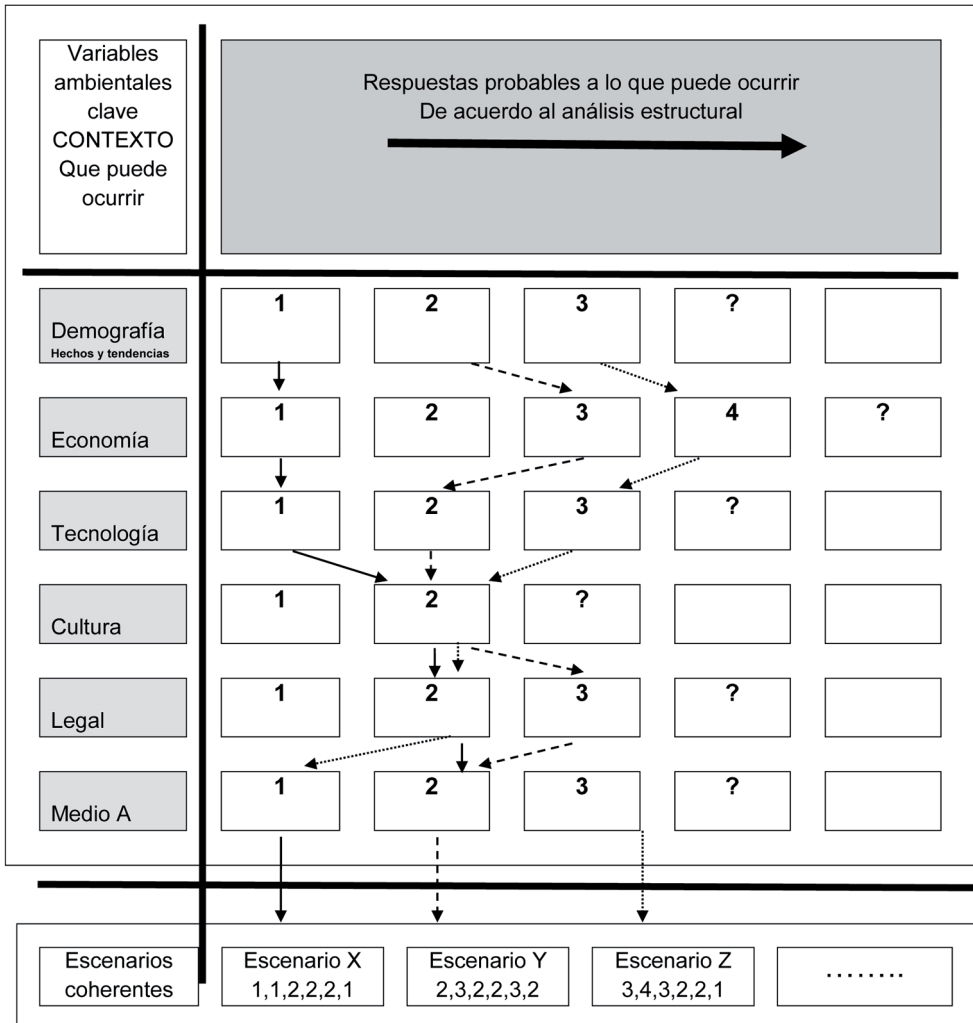 Variables
ambientales
clave
CONTEXTO
Que puede
ocurrir
Respuestas probables a lo que puede ocurrir
De acuerdo al análisis estructural
Demografía
Hechos y tendencias
1 2 3 ?
Economía
1 2 3 4 ?
Tecnología
1 2 3 ?
Cultura
1 2 ?
Legal
1 2 3 ?
Medio A
1 2 3 ?
Escenarios
coherentes
Escenario X
1,1,2,2,2,1
Escenario Y
2,3,2,2,3,2
Escenario Z
3,4,3,2,2,1
........